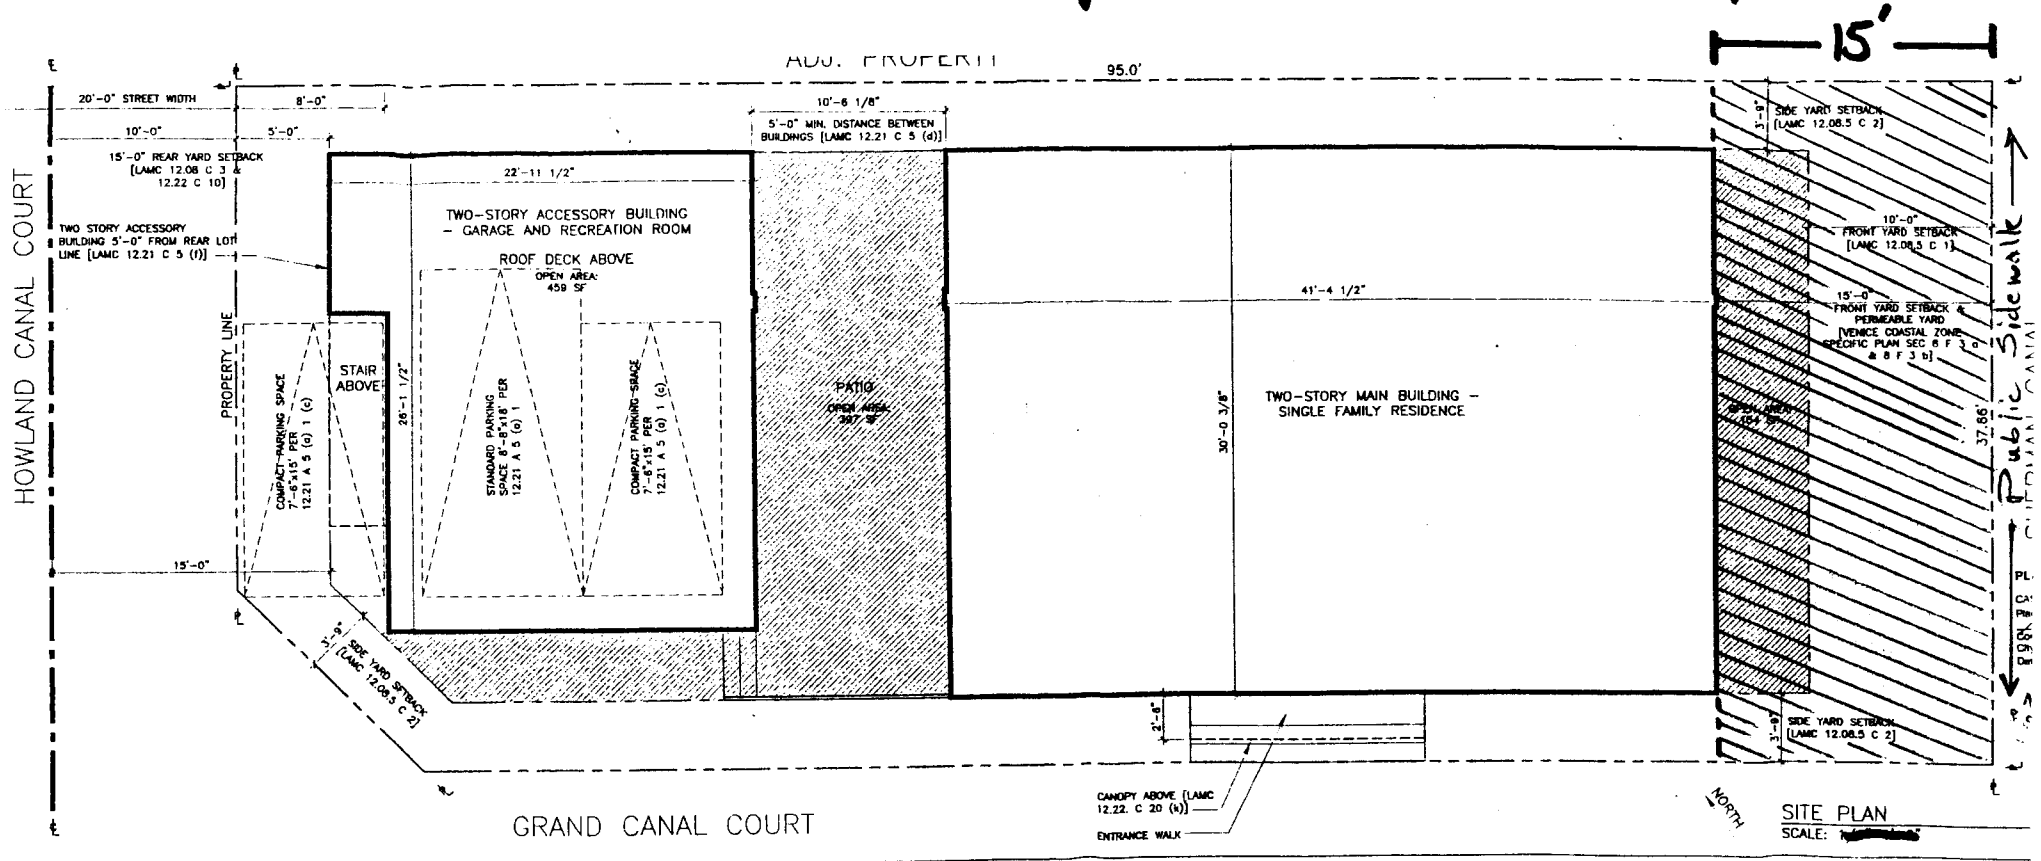 15'
ADJ. PROPERTY
95.0'
20'-0" STREET WIDTH
8'-0"
10'-0"
5'-0"
15'-0" REAR YARD SETBACK
[LAMC 12.08 C 3 &
12.22 C 10]
10'-6 1/8"
5'-0" MIN. DISTANCE BETWEEN
BUILDINGS [LAMC 12.21 C 5 (d)]
3'-9"
SIDE YARD SETBACK
[LAMC 12.08.5 C 2]
HOWLAND CANAL COURT
TWO STORY ACCESSORY
BUILDING 5'-0" FROM REAR LOT
LINE [LAMC 12.21 C 5 (f)]
22'-11 1/2"
TWO-STORY ACCESSORY BUILDING
- GARAGE AND RECREATION ROOM
ROOF DECK ABOVE
OPEN AREA:
459 SF
PROPERTY LINE
STAIR
ABOVE
COMPACT PARKING SPACE
7'-6"x15' PER
12.21 A 5 (a) 1 (c)
26'-1 1/2"
STANDARD PARKING
SPACE 8'-8"x18' PER
12.21 A 5 (a) 1
COMPACT PARKING SPACE
7'-6"x15' PER
12.21 A 5 (a) 1 (c)
PATIO
OPEN AREA:
397 SF
41'-4 1/2"
30'-0 3/8"
TWO-STORY MAIN BUILDING -
SINGLE FAMILY RESIDENCE
10'-0"
FRONT YARD SETBACK
[LAMC 12.08.5 C 1]
15'-0"
FRONT YARD SETBACK &
PERMEABLE YARD
[VENICE COASTAL ZONE
SPECIFIC PLAN SEC 8 F 3 a
& 8 F 3 b]
OPEN AREA:
37.86'
Public Sidewalk
SHERMAN CANAL
15'-0"
3'-9"
SIDE YARD SETBACK
[LAMC 12.08.5 C 2]
2'-6"
3'-9"
SIDE YARD SETBACK
[LAMC 12.08.5 C 2]
CANOPY ABOVE [LAMC
12.22. C 20 (k)]
ENTRANCE WALK
GRAND CANAL COURT
NORTH
SITE PLAN
SCALE: